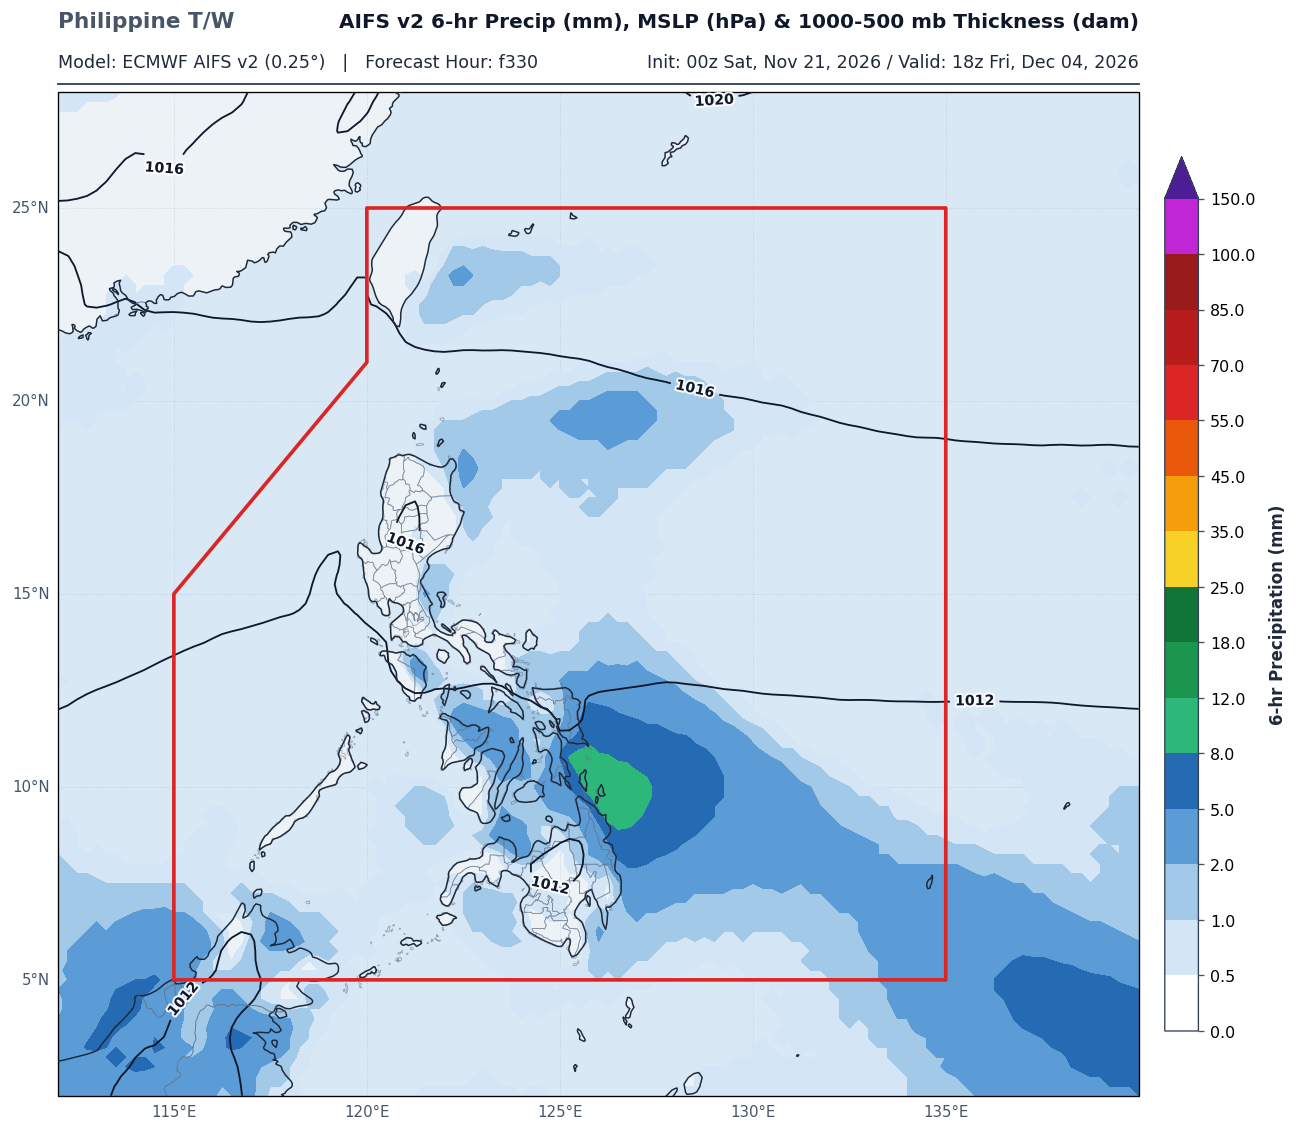 Philippine T/W
AIFS v2 6-hr Precip (mm), MSLP (hPa) & 1000-500 mb Thickness (dam)
Model: ECMWF AIFS v2 (0.25°) | Forecast Hour: f330
Init: 00z Sat, Nov 21, 2026 / Valid: 18z Fri, Dec 04, 2026
1020
1016
25°N
1016
20°N
1016
15°N
1012
10°N
1012
5°N
1012
115°E
120°E
125°E
130°E
135°E
150.0
100.0
85.0
70.0
55.0
45.0
35.0
25.0
18.0
12.0
8.0
5.0
2.0
1.0
0.5
0.0
6-hr Precipitation (mm)